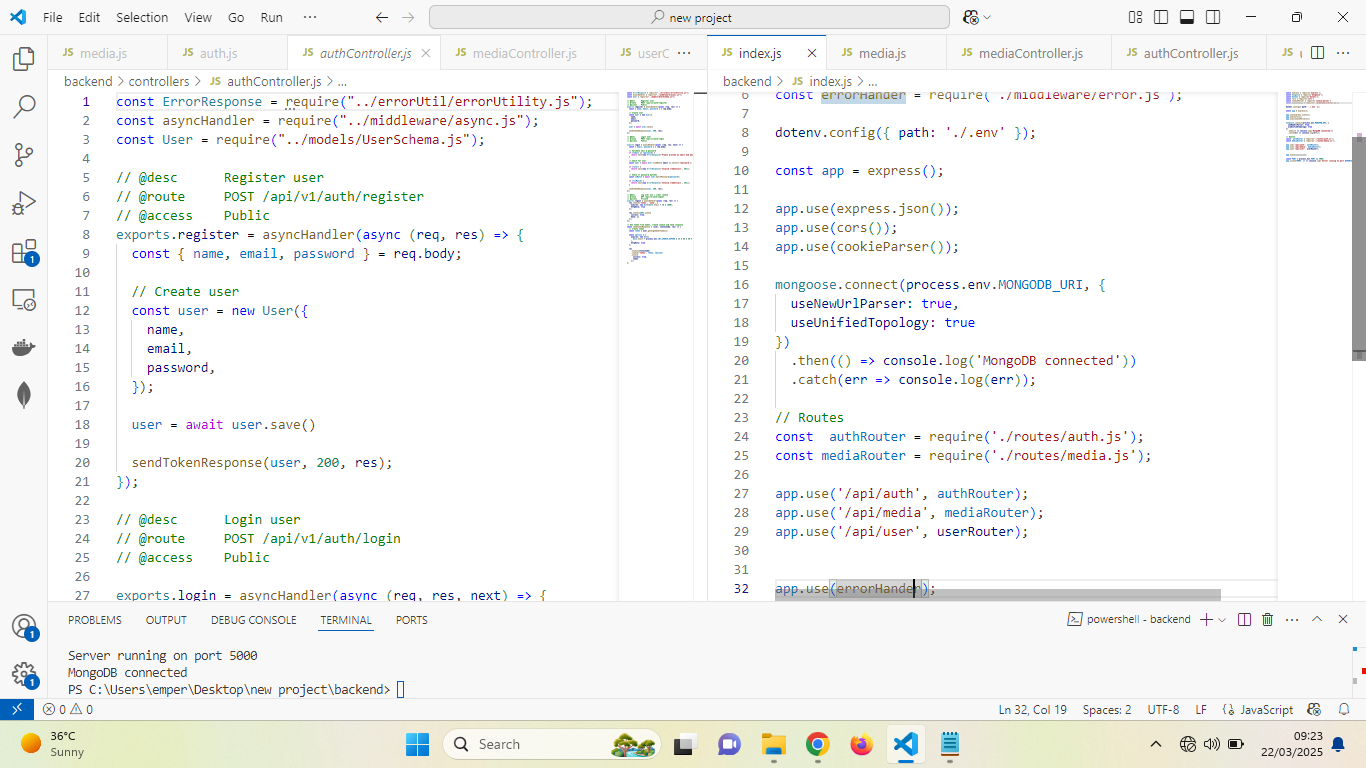 File Edit Selection View Go Run ··· new project
JS media.js JS auth.js JS authController.js JS mediaController.js JS userC ···
backend > controllers > JS authController.js > ...
1 const ErrorResponse = require("../errorUtil/errorUtility.js");
2 const asyncHandler = require("../middleware/async.js");
3 const User = require("../models/UserSchema.js");
4
5 // @desc Register user
6 // @route POST /api/v1/auth/register
7 // @access Public
8 exports.register = asyncHandler(async (req, res) => {
9 const { name, email, password } = req.body;
10
11 // Create user
12 const user = new User({
13 name,
14 email,
15 password,
16 });
17
18 user = await user.save()
19
20 sendTokenResponse(user, 200, res);
21 });
22
23 // @desc Login user
24 // @route POST /api/v1/auth/login
25 // @access Public
26
27 exports.login = asyncHandler(async (req, res, next) => {
JS index.js JS media.js JS mediaController.js JS authController.js JS ···
backend > JS index.js > ...
6 const errorHander = require('./middleware/error.js');
7
8 dotenv.config({ path: './.env' });
9
10 const app = express();
11
12 app.use(express.json());
13 app.use(cors());
14 app.use(cookieParser());
15
16 mongoose.connect(process.env.MONGODB_URI, {
17 useNewUrlParser: true,
18 useUnifiedTopology: true
19 })
20 .then(() => console.log('MongoDB connected'))
21 .catch(err => console.log(err));
22
23 // Routes
24 const authRouter = require('./routes/auth.js');
25 const mediaRouter = require('./routes/media.js');
26
27 app.use('/api/auth', authRouter);
28 app.use('/api/media', mediaRouter);
29 app.use('/api/user', userRouter);
30
31
32 app.use(errorHander);
PROBLEMS OUTPUT DEBUG CONSOLE TERMINAL PORTS powershell - backend
Server running on port 5000
MongoDB connected
PS C:\Users\emper\Desktop\new project\backend>
1
1
1
0 0 Ln 32, Col 19 Spaces: 2 UTF-8 LF {} JavaScript
36°C
Sunny
Search
09:23
22/03/2025